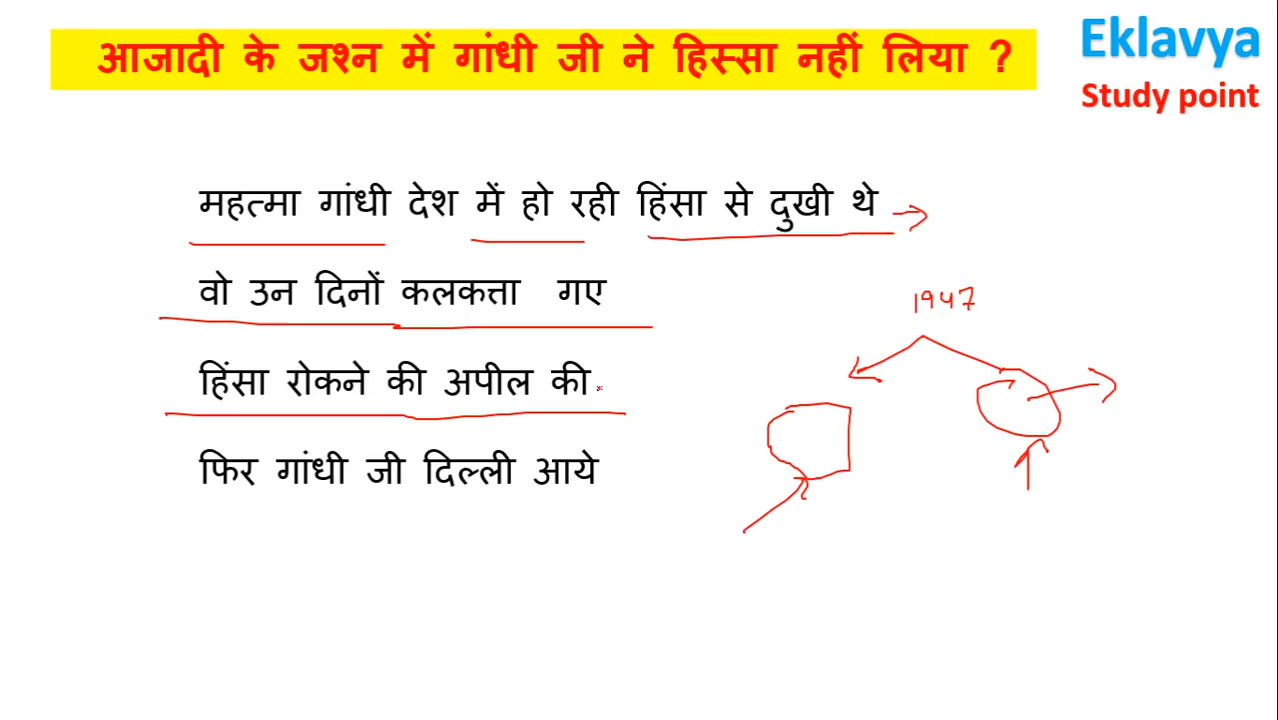 आजादी के जश्न में गांधी जी ने हिस्सा नहीं लिया ?
Eklavya
Study point
महत्मा गांधी देश में हो रही हिंसा से दुखी थे
वो उन दिनों कलकत्ता गए
1947
हिंसा रोकने की अपील की
फिर गांधी जी दिल्ली आये